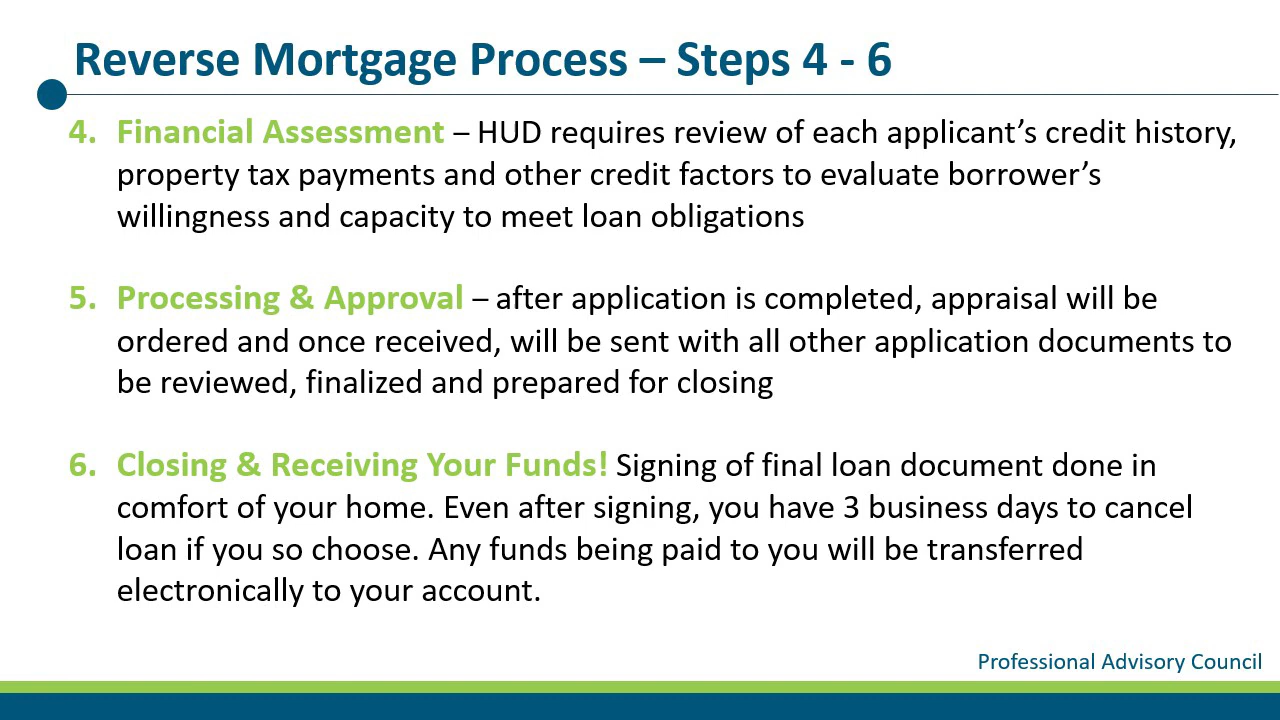 Reverse Mortgage Process – Steps 4 - 6
4. Financial Assessment – HUD requires review of each applicant’s credit history,
property tax payments and other credit factors to evaluate borrower’s
willingness and capacity to meet loan obligations
5. Processing & Approval – after application is completed, appraisal will be
ordered and once received, will be sent with all other application documents to
be reviewed, finalized and prepared for closing
6. Closing & Receiving Your Funds! Signing of final loan document done in
comfort of your home. Even after signing, you have 3 business days to cancel
loan if you so choose. Any funds being paid to you will be transferred
electronically to your account.
Professional Advisory Council